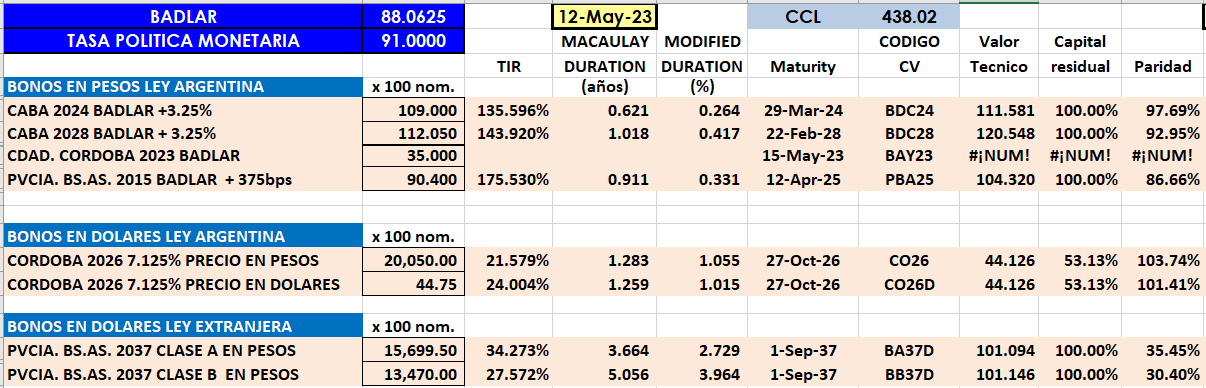 BADLAR 88.0625 12-May-23 CCL 438.02
TASA POLITICA MONETARIA 91.0000 MACAULAY MODIFIED CODIGO Valor Capital
TIR DURATION DURATION Maturity CV Tecnico residual Paridad
BONOS EN PESOS LEY ARGENTINA x 100 nom. (años) (%)
CABA 2024 BADLAR +3.25% 109.000 135.596% 0.621 0.264 29-Mar-24 BDC24 111.581 100.00% 97.69%
CABA 2028 BADLAR + 3.25% 112.050 143.920% 1.018 0.417 22-Feb-28 BDC28 120.548 100.00% 92.95%
CDAD. CORDOBA 2023 BADLAR 35.000 15-May-23 BAY23 #¡NUM! #¡NUM! #¡NUM!
PVCIA. BS.AS. 2015 BADLAR + 375bps 90.400 175.530% 0.911 0.331 12-Apr-25 PBA25 104.320 100.00% 86.66%
BONOS EN DOLARES LEY ARGENTINA x 100 nom.
CORDOBA 2026 7.125% PRECIO EN PESOS 20,050.00 21.579% 1.283 1.055 27-Oct-26 CO26 44.126 53.13% 103.74%
CORDOBA 2026 7.125% PRECIO EN DOLARES 44.75 24.004% 1.259 1.015 27-Oct-26 CO26D 44.126 53.13% 101.41%
BONOS EN DOLARES LEY EXTRANJERA x 100 nom.
PVCIA. BS.AS. 2037 CLASE A EN PESOS 15,699.50 34.273% 3.664 2.729 1-Sep-37 BA37D 101.094 100.00% 35.45%
PVCIA. BS.AS. 2037 CLASE B EN PESOS 13,470.00 27.572% 5.056 3.964 1-Sep-37 BB37D 101.146 100.00% 30.40%